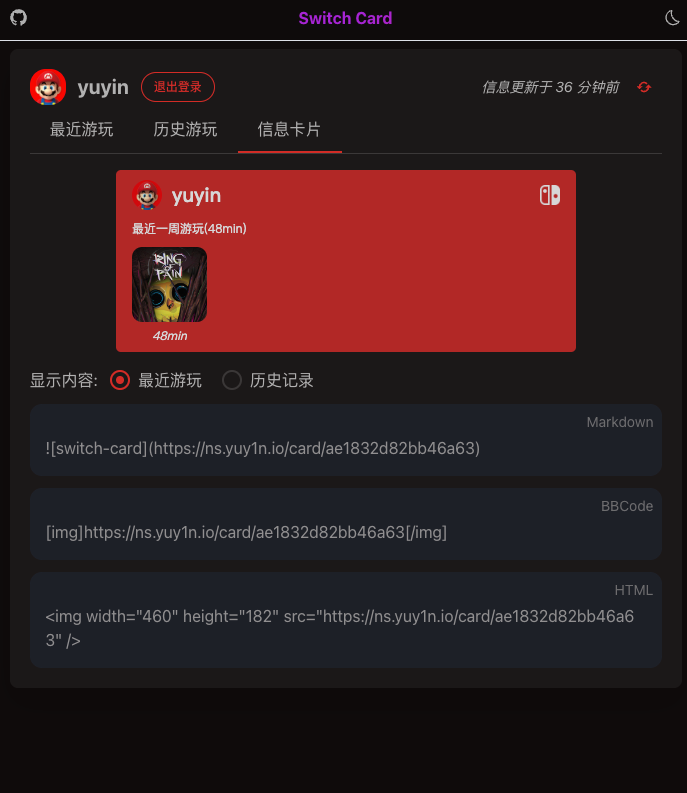 Switch Card
yuyin
退出登录
信息更新于 36 分钟前
最近游玩
历史游玩
信息卡片
yuyin
最近一周游玩(48min)
RING
OF
PAIN
48min
显示内容:
最近游玩
历史记录
Markdown
![switch-card](https://ns.yuy1n.io/card/ae1832d82bb46a63)
BBCode
[img]https://ns.yuy1n.io/card/ae1832d82bb46a63[/img]
HTML
<img width="460" height="182" src="https://ns.yuy1n.io/card/ae1832d82bb46a6
3" />